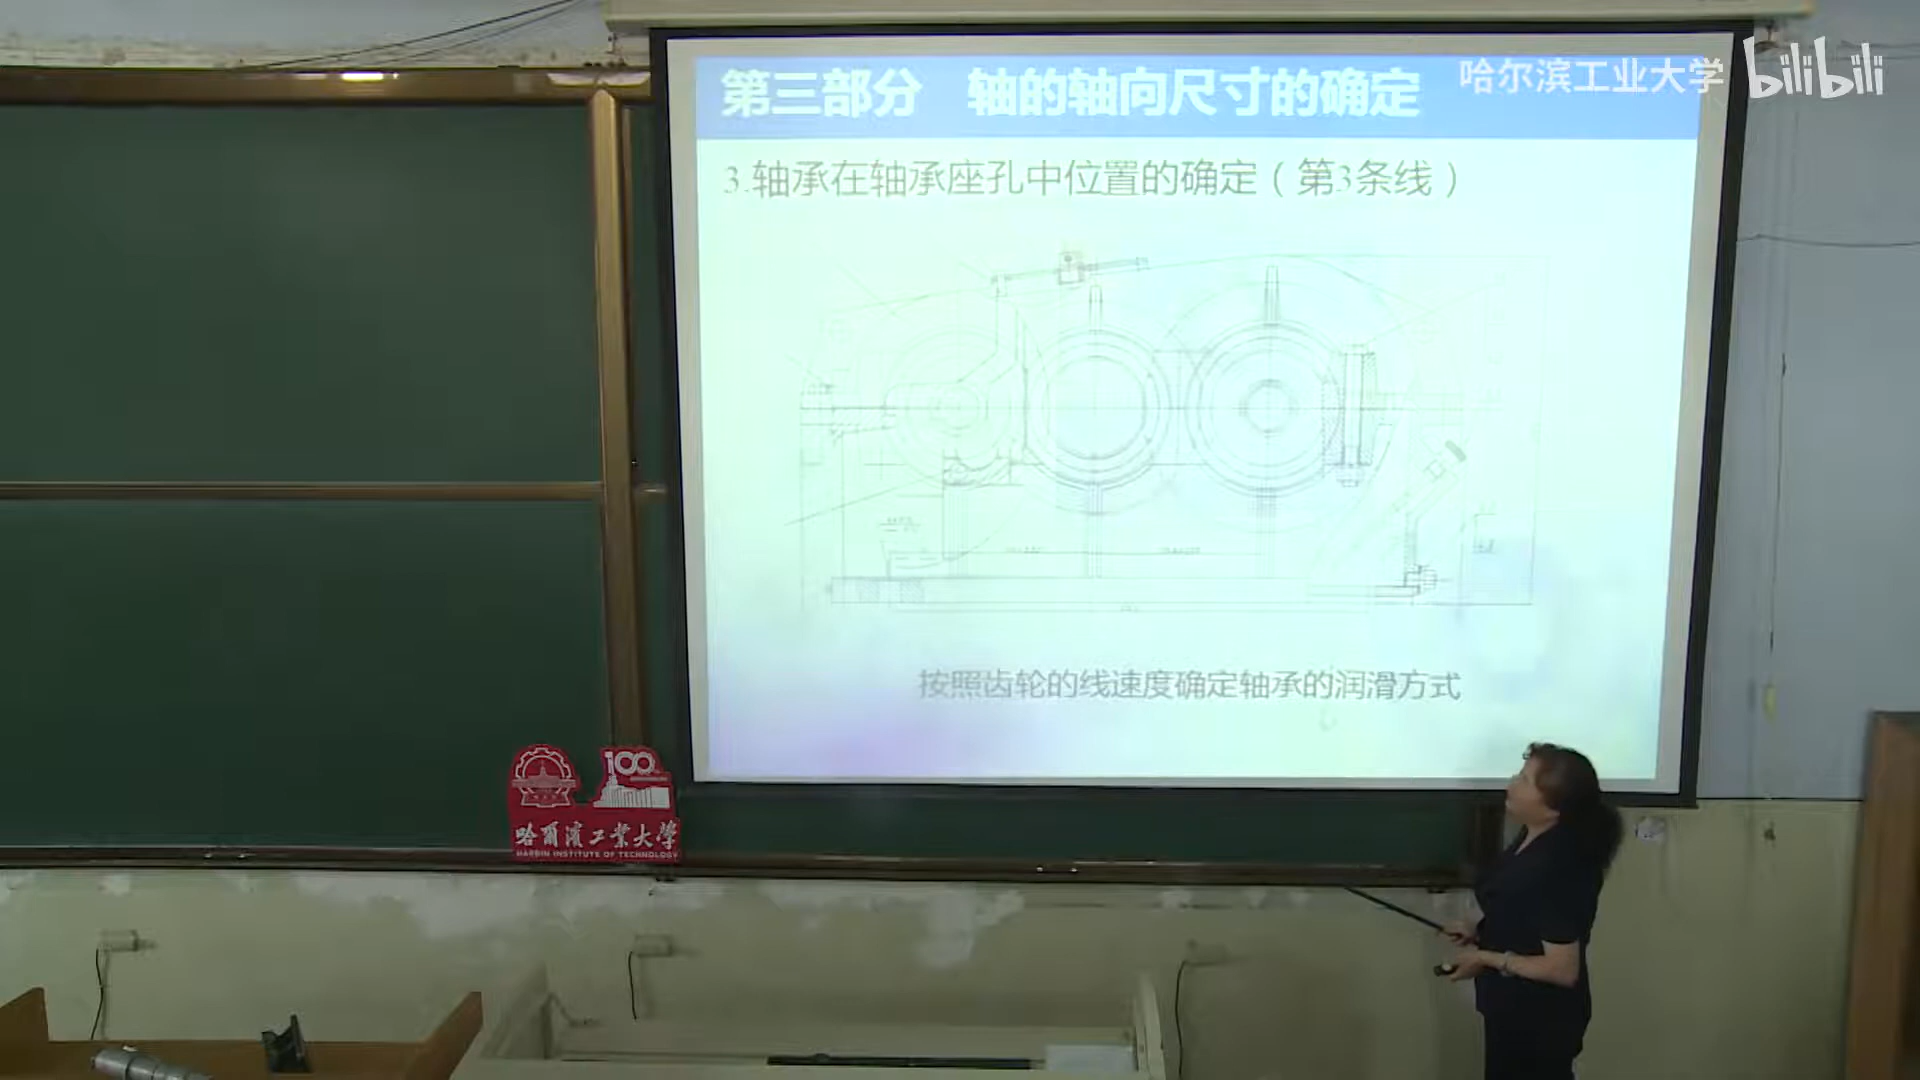 第三部分 轴的轴向尺寸的确定
哈尔滨工业大学 bilibili
3.轴承在轴承座孔中位置的确定（第3条线）
按照齿轮的线速度确定轴承的润滑方式
100
哈爾濱工業大學
HARBIN INSTITUTE OF TECHNOLOGY